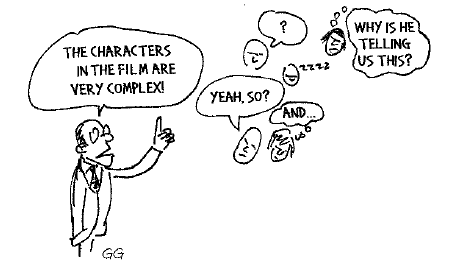 THE CHARACTERS
IN THE FILM ARE
VERY COMPLEX!
?
WHY IS HE
TELLING
US THIS?
zzzz
YEAH, SO?
AND...
GG